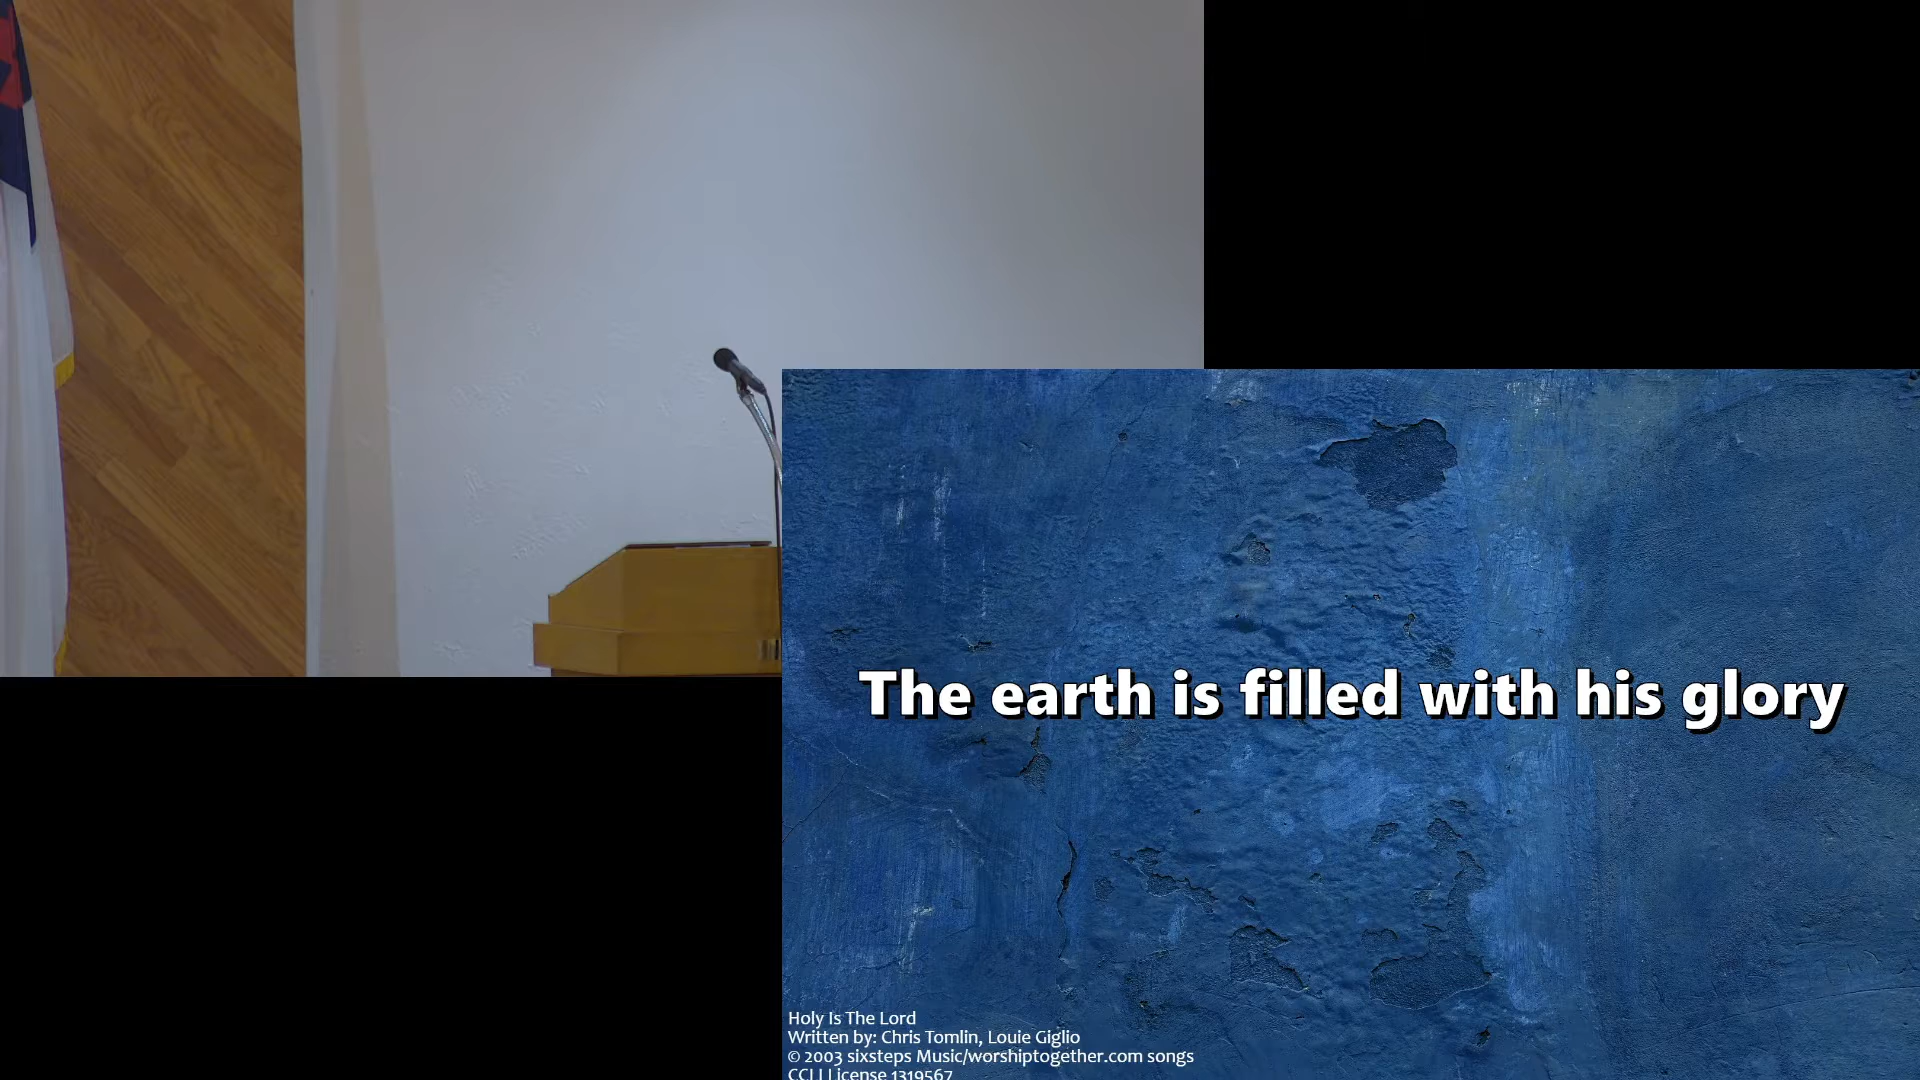 The earth is filled with his glory
Holy Is The Lord
Written by: Chris Tomlin, Louie Giglio
© 2003 sixsteps Music/worshiptogether.com songs
CCLI License 1319567